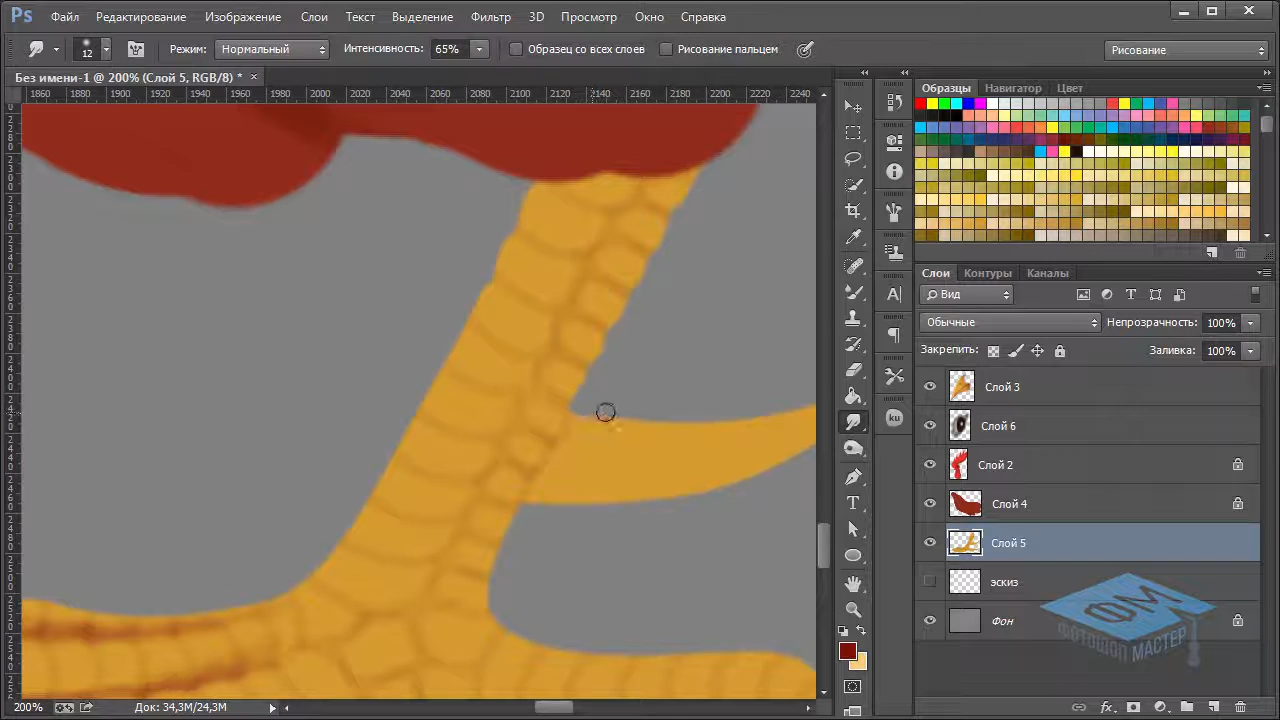 Ps Файл Редактирование Изображение Слои Текст Выделение Фильтр 3D Просмотр Окно Справка
12 Режим: Нормальный Интенсивность: 65% Образец со всех слоев Рисование пальцем Рисование
Без имени-1 @ 200% (Слой 5, RGB/8) * ×
1860 1880 1900 1920 1940 1960 1980 2000 2020 2040 2060 2080 2100 2120 2140 2160 2180 2200 2220 2240
Образцы Навигатор Цвет
Слои Контуры Каналы
Вид
Обычные Непрозрачность: 100%
Закрепить: Заливка: 100%
Слой 3
Слой 6
Слой 2
Слой 4
Слой 5
эскиз
Фон
ku
ФМ
ФОТОШОП
МАСТЕР
200% Док: 34,3М/24,3М
fx